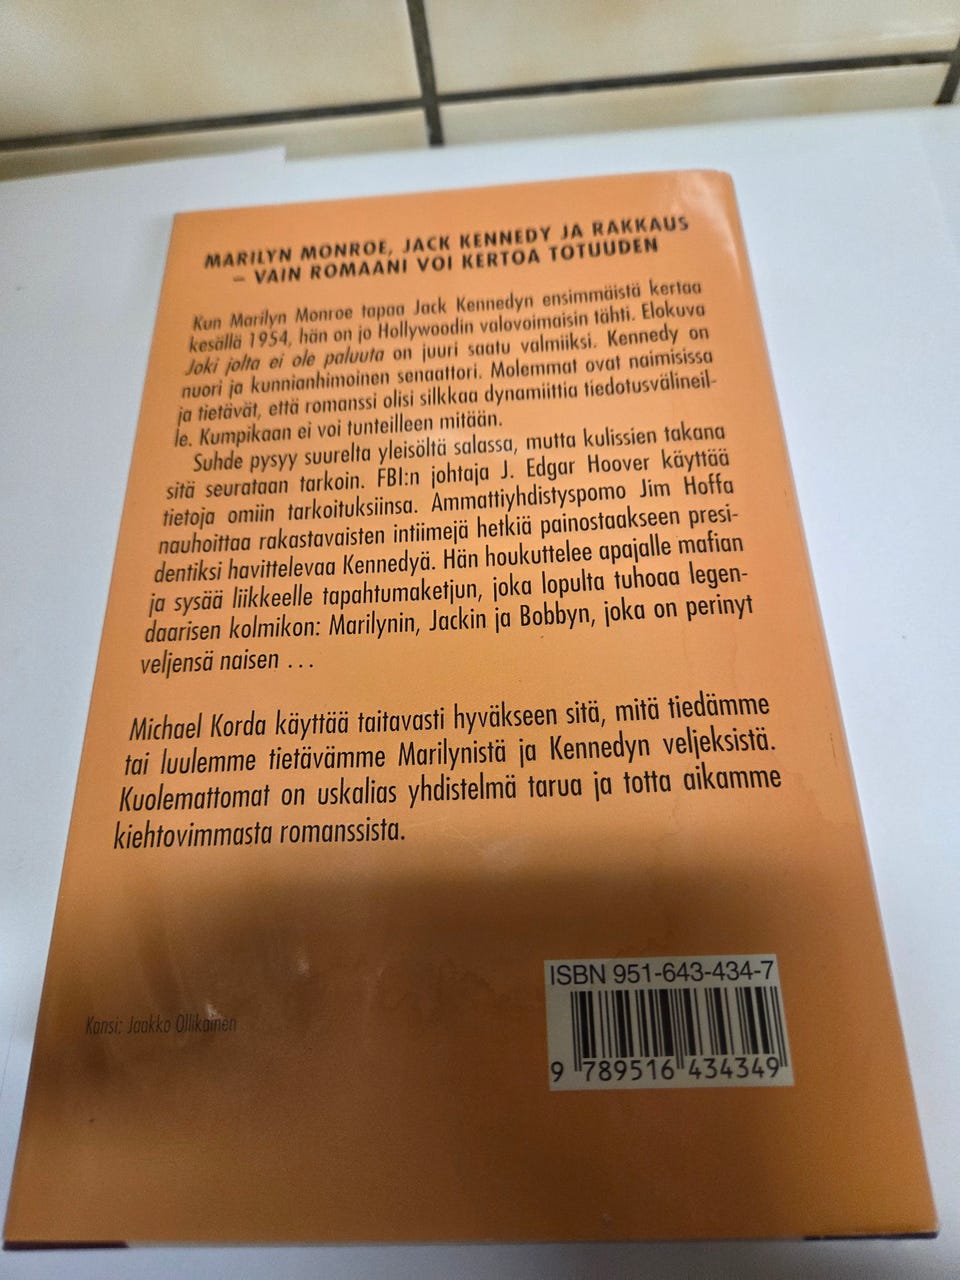 MARILYN MONROE, JACK KENNEDY JA RAKKAUS
– VAIN ROMAANI VOI KERTOA TOTUUDEN
Kun Marilyn Monroe tapaa Jack Kennedyn ensimmäistä kertaa
kesällä 1954, hän on jo Hollywoodin valovoimaisin tähti. Elokuva
Joki jolta ei ole paluuta on juuri saatu valmiiksi. Kennedy on
nuori ja kunnianhimoinen senaattori. Molemmat ovat naimisissa
ja tietävät, että romanssi olisi silkkaa dynamiittia tiedotusvälineil-
le. Kumpikaan ei voi tunteilleen mitään.
Suhde pysyy suurelta yleisöltä salassa, mutta kulissien takana
sitä seurataan tarkoin. FBI:n johtaja J. Edgar Hoover käyttää
tietoja omiin tarkoituksiinsa. Ammattiyhdistyspomo Jim Hoffa
nauhoittaa rakastavaisten intiimejä hetkiä painostaakseen presi-
dentiksi havittelevaa Kennedyä. Hän houkuttelee apajalle mafian
ja sysää liikkeelle tapahtumaketjun, joka lopulta tuhoaa legen-
daarisen kolmikon: Marilynin, Jackin ja Bobbyn, joka on perinyt
veljensä naisen ...
Michael Korda käyttää taitavasti hyväkseen sitä, mitä tiedämme
tai luulemme tietävämme Marilynistä ja Kennedyn veljeksistä.
Kuolemattomat on uskalias yhdistelmä tarua ja totta aikamme
kiehtovimmasta romanssista.
ISBN 951-643-434-7
Kansi: Jaakko Ollikainen
9 789516 434349